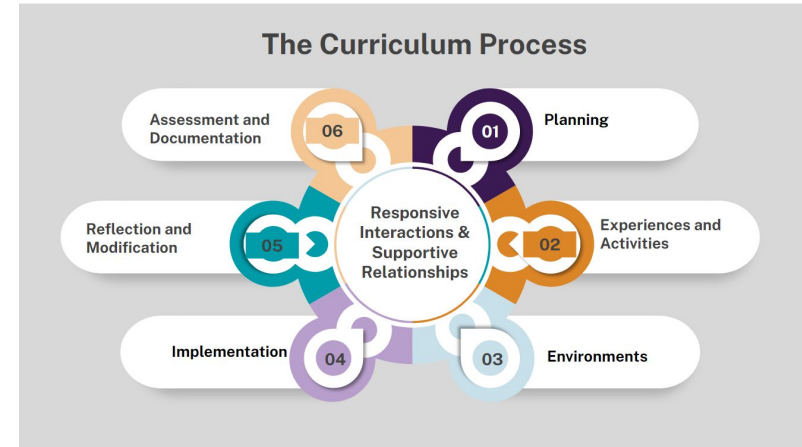 The Curriculum Process
01
Planning
02
Experiences and
Activities
03
Environments
04
Implementation
05
Reflection and
Modification
06
Assessment and
Documentation
Responsive
Interactions &
Supportive
Relationships